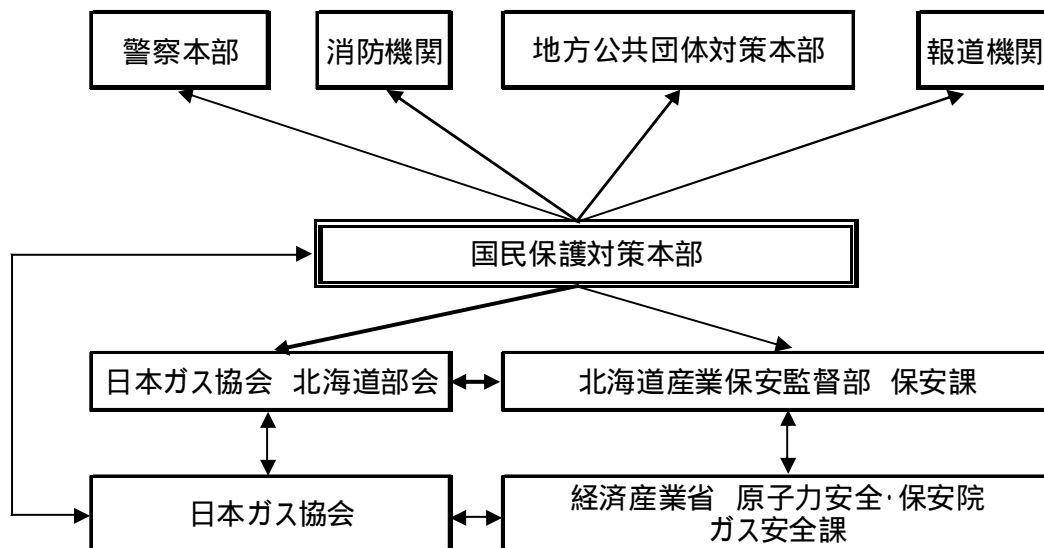 警察本部
消防機関
地方公共団体対策本部
報道機関
国民保護対策本部
日本ガス協会　北海道部会
北海道産業保安監督部　保安課
日本ガス協会
経済産業省　原子力安全・保安院
ガス安全課